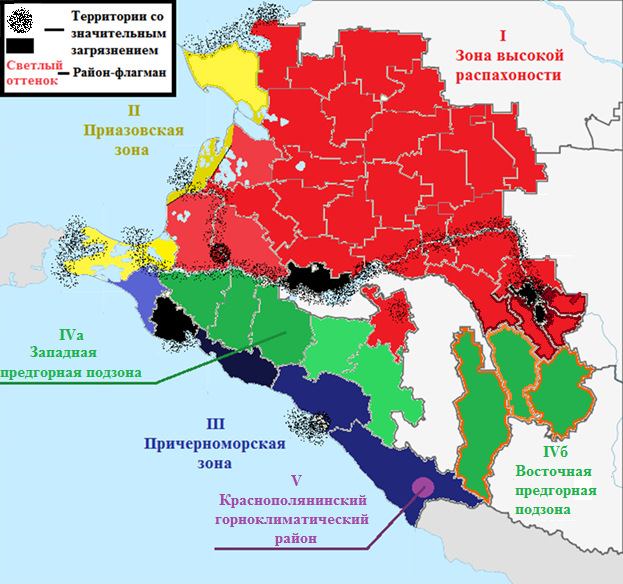 Территории со
значительным
загрязнением
Светлый
оттенок
Район-флагман
I
Зона высокой
распахоности
II
Приазовская
зона
IVа
Западная
предгорная подзона
III
Причерноморская
зона
V
Краснополянинский
горноклиматический
район
IVб
Восточная
предгорная
подзона